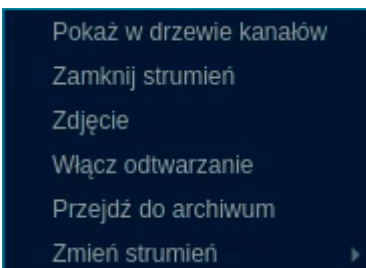 Pokaż w drzewie kanałów
Zamknij strumień
Zdjęcie
Włącz odtwarzanie
Przejdź do archiwum
Zmień strumień